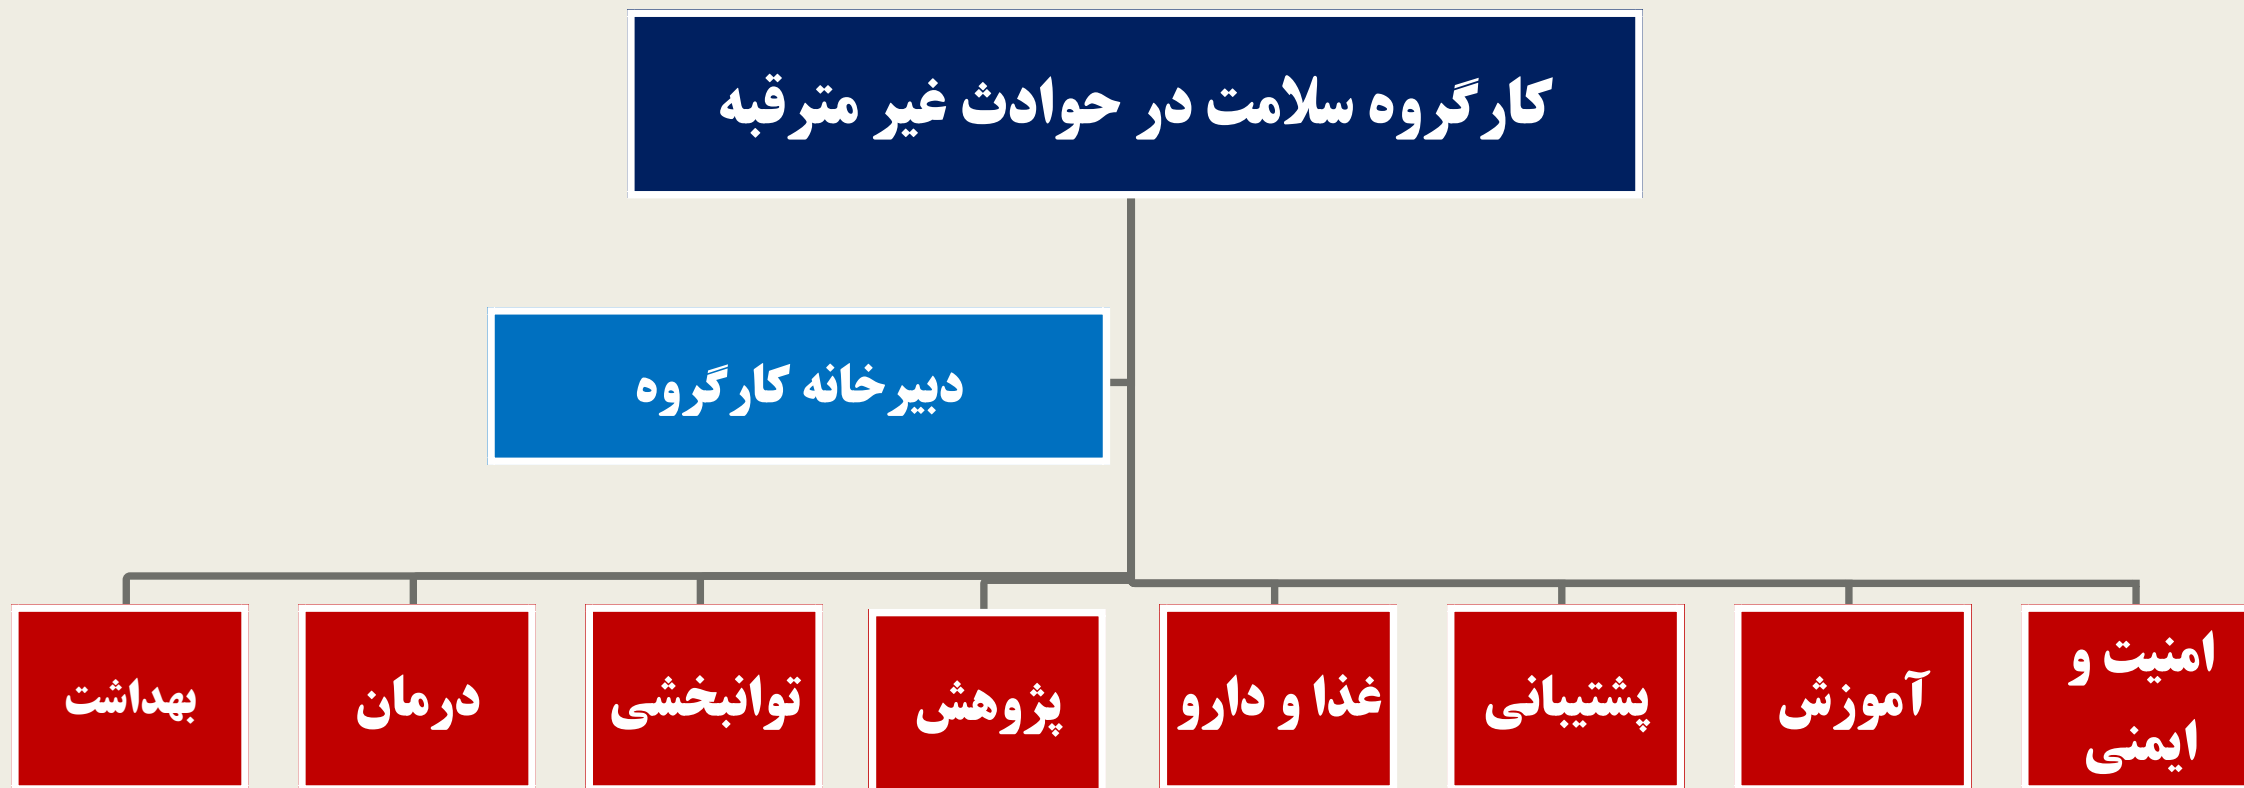 کارگروه سلامت در حوادث غیر مترقبه
دبیرخانه کارگروه
امنیت و
ایمنی
آموزش
پشتیبانی
غذا و دارو
پژوهش
توانبخشی
درمان
بهداشت